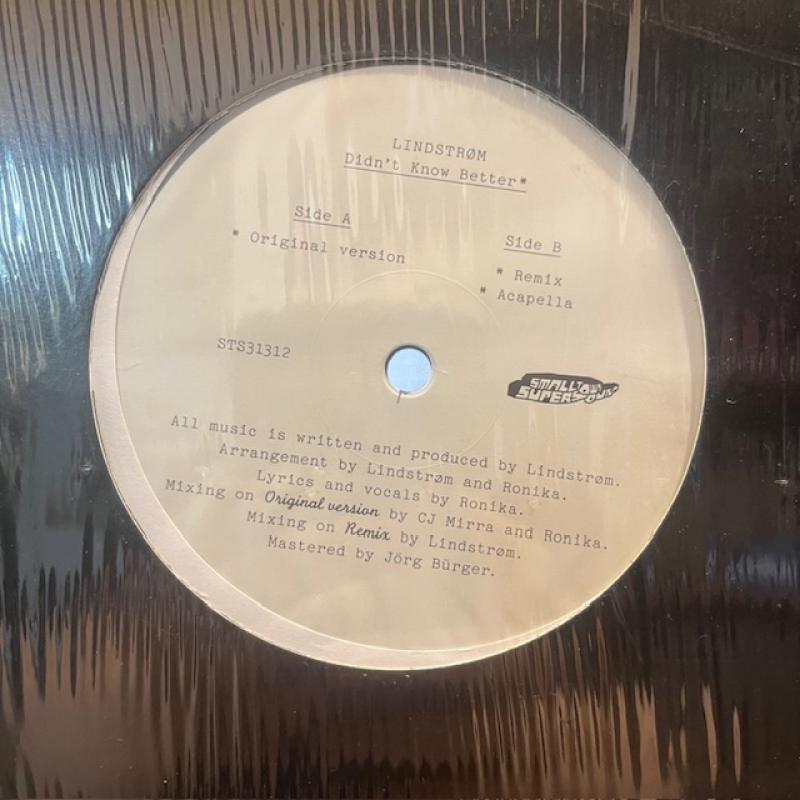 LINDSTRØM
Didn't Know Better*
Side A
* Original version
Side B
* Remix
* Acapella
STS31312
SMALLTOWN
SUPERSOUND
All music is written and produced by Lindstrøm.
Arrangement by Lindstrøm and Ronika.
Lyrics and vocals by Ronika.
Mixing on Original version by CJ Mirra and Ronika.
Mixing on Remix by Lindstrøm.
Mastered by Jörg Bürger.